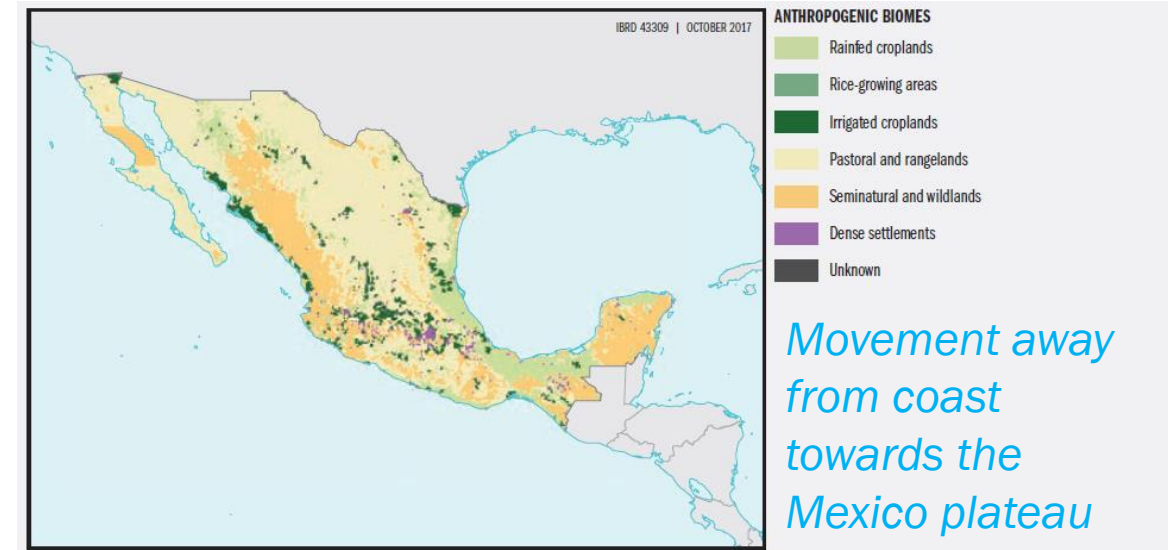 IBRD 43309 | OCTOBER 2017
ANTHROPOGENIC BIOMES
Rainfed croplands
Rice-growing areas
Irrigated croplands
Pastoral and rangelands
Seminatural and wildlands
Dense settlements
Unknown
Movement away
from coast
towards the
Mexico plateau